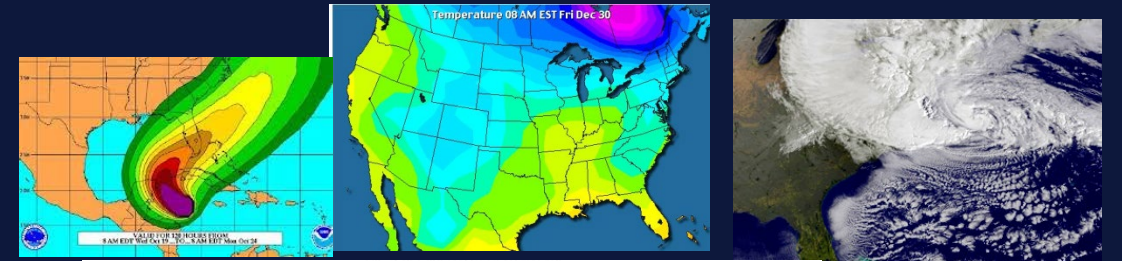 VALID FOR 120 HOURS FROM
8 AM EDT Wed Oct 19 ...TO... 8 AM EDT Mon Oct 24
Temperature 08 AM EST Fri Dec 30